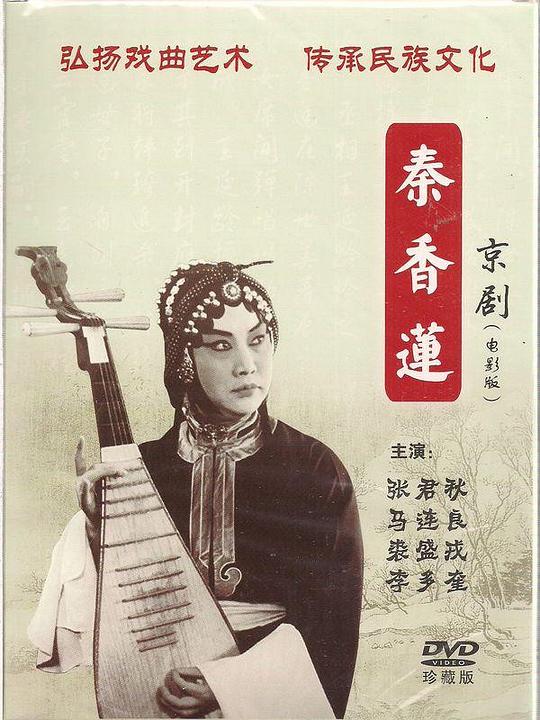 弘扬戏曲艺术 传承民族文化
秦香蓮
京剧
(电影版)
主演:
张君秋
马连良
裘盛戎
李多奎
DVD
VIDEO
珍藏版